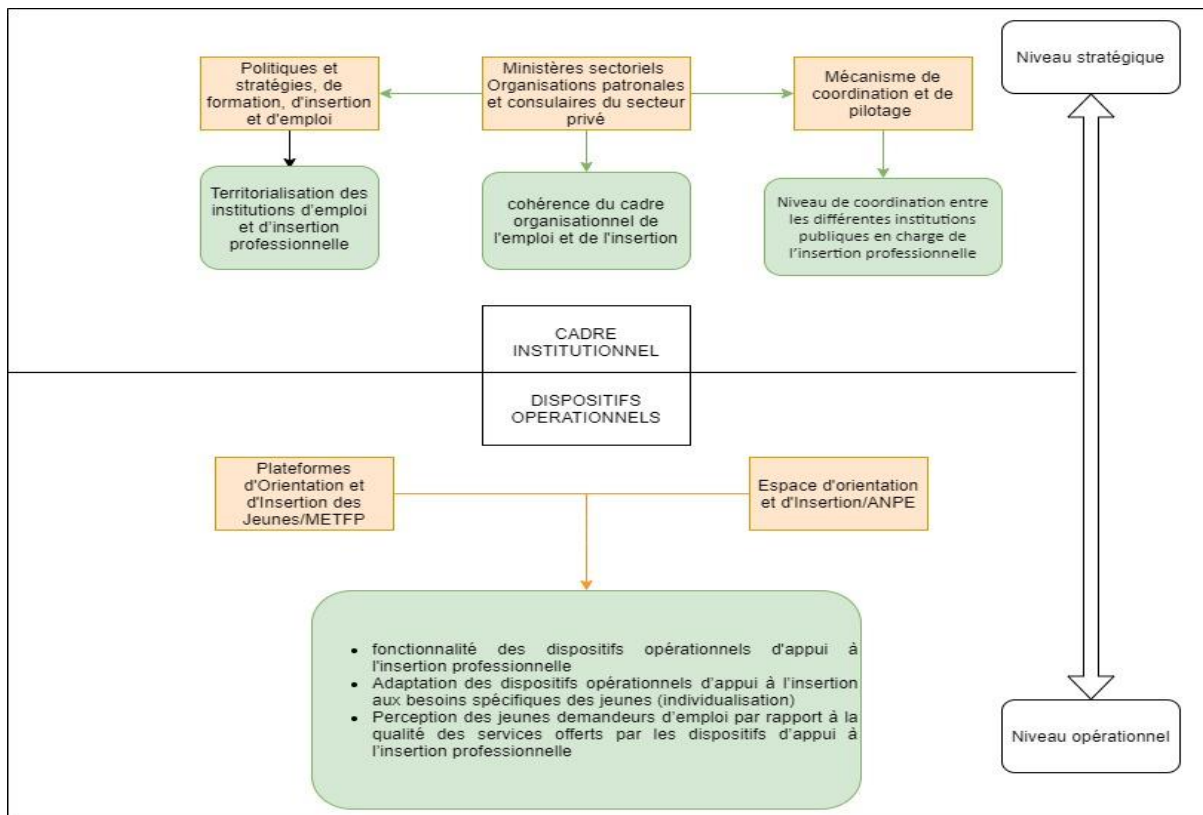 Niveau stratégique
Politiques et
stratégies, de
formation, d'insertion
et d'emploi
Ministères sectoriels
Organisations patronales
et consulaires du secteur
privé
Mécanisme de
coordination et de
pilotage
Territorialisation des
institutions d'emploi
et d'insertion
professionnelle
cohérence du cadre
organisationnel de
l'emploi et de l'insertion
Niveau de coordination entre
les différentes institutions
publiques en charge de
l'insertion professionnelle
CADRE
INSTITUTIONNEL
DISPOSITIFS
OPERATIONNELS
Plateformes
d'Orientation et
d'Insertion des
Jeunes/METFP
Espace d'orientation
et d'Insertion/ANPE
• fonctionnalité des dispositifs opérationnels d'appui à
l'insertion professionnelle
• Adaptation des dispositifs opérationnels d'appui à l'insertion
aux besoins spécifiques des jeunes (individualisation)
• Perception des jeunes demandeurs d'emploi par rapport à la
qualité des services offerts par les dispositifs d'appui à
l'insertion professionnelle
Niveau opérationnel